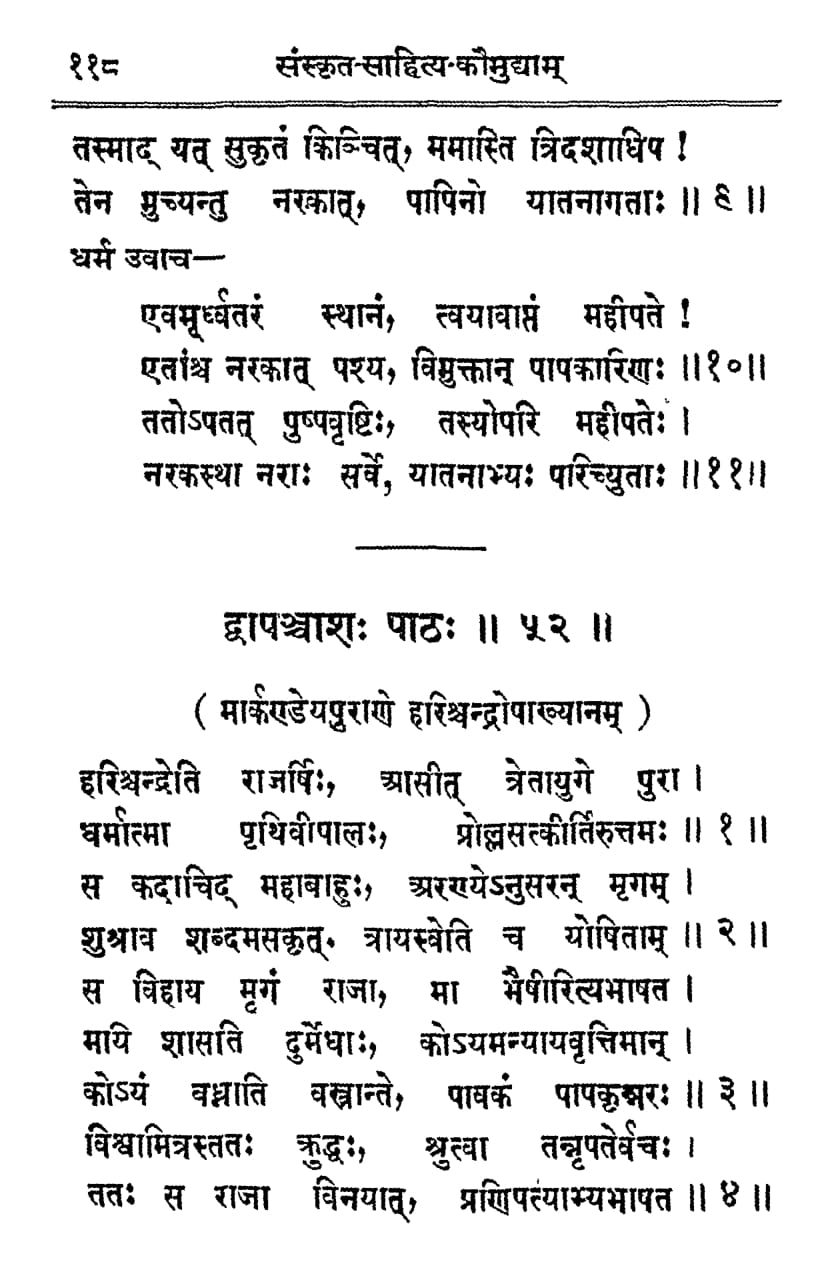 ११८ संस्कृत-साहित्य-कौमुद्याम्
तस्माद् यत् सुकृतं किञ्चित्, ममास्ति त्रिदशाधिप !
तेन मुच्यन्तु नरकात्, पापिनो यातनागताः ॥ ९ ॥
धर्म उवाच—
एवमूर्ध्वतरं स्थानं, त्वयावाप्तं महीपते !
एतांश्च नरकात् पश्य, विमुक्तान् पापकारिणः ॥१०॥
ततोऽपतत् पुष्पवृष्टिः, तस्योपरि महीपतेः ।
नरकस्था नराः सर्वे, यातनाभ्यः परिच्युताः ॥११॥
द्वापञ्चाशः पाठः ॥ ५२ ॥
( मार्कण्डेयपुराणे हरिश्चन्द्रोपाख्यानम् )
हरिश्चन्द्रेति राजर्षिः, आसीत् त्रेतायुगे पुरा ।
धर्मात्मा पृथिवीपालः, प्रोल्लसत्कीर्तिरुत्तमः ॥ १ ॥
स कदाचिद् महाबाहुः, अरण्येऽनुसरन् मृगम् ।
शुश्राव शब्दमसकृत्, त्रायस्वेति च योषिताम् ॥ २ ॥
स विहाय मृगं राजा, मा भैषीरित्यभाषत ।
मयि शासति दुर्मेधाः, कोऽयमन्यायवृत्तिमान् ।
कोऽयं बध्नाति वस्त्रान्ते, पावकं पापकृन्नरः ॥ ३ ॥
विश्वामित्रस्ततः क्रुद्धः, श्रुत्वा तन्नृपतेर्वचः ।
ततः स राजा विनयात्, प्रणिपत्याभ्यभाषत ॥ ४ ॥